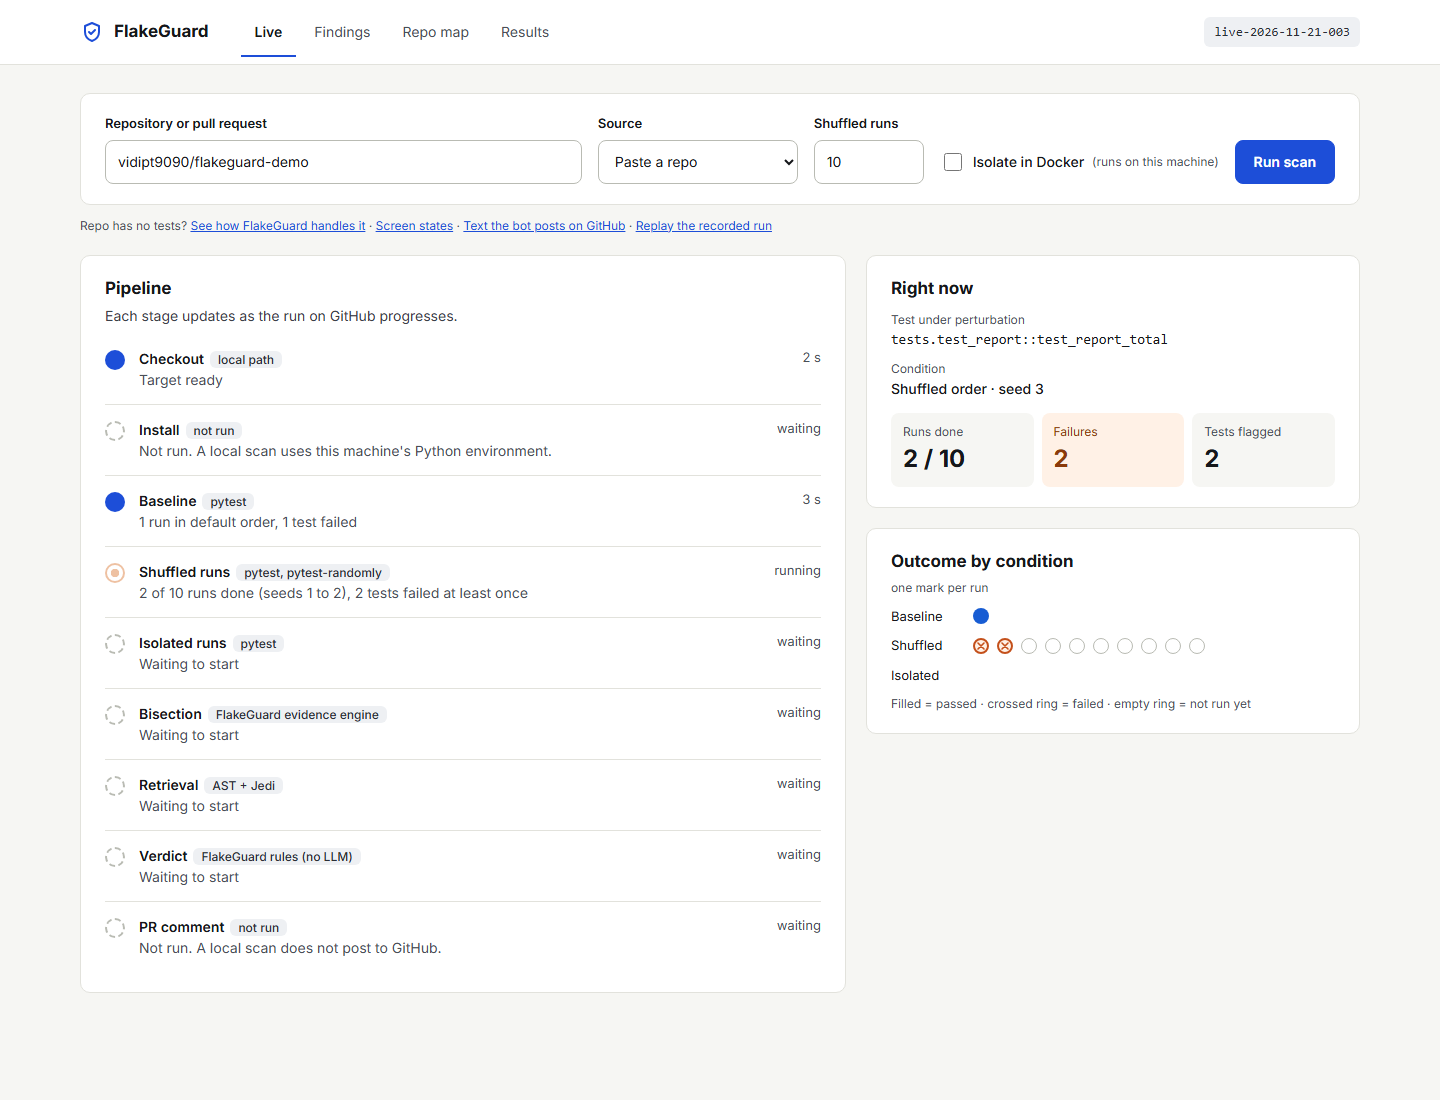 FlakeGuard
Live
Findings
Repo map
Results
live-2026-11-21-003
Repository or pull request
Source
Shuffled runs
vidipt9090/flakeguard-demo
Paste a repo
10
Isolate in Docker (runs on this machine)
Run scan
Repo has no tests? See how FlakeGuard handles it · Screen states · Text the bot posts on GitHub · Replay the recorded run
Pipeline
Each stage updates as the run on GitHub progresses.
Checkout local path 2 s
Target ready
Install not run waiting
Not run. A local scan uses this machine's Python environment.
Baseline pytest 3 s
1 run in default order, 1 test failed
Shuffled runs pytest, pytest-randomly running
2 of 10 runs done (seeds 1 to 2), 2 tests failed at least once
Isolated runs pytest waiting
Waiting to start
Bisection FlakeGuard evidence engine waiting
Waiting to start
Retrieval AST + Jedi waiting
Waiting to start
Verdict FlakeGuard rules (no LLM) waiting
Waiting to start
PR comment not run waiting
Not run. A local scan does not post to GitHub.
Right now
Test under perturbation
tests.test_report::test_report_total
Condition
Shuffled order · seed 3
Runs done
2 / 10
Failures
2
Tests flagged
2
Outcome by condition
one mark per run
Baseline
Shuffled
Isolated
Filled = passed · crossed ring = failed · empty ring = not run yet